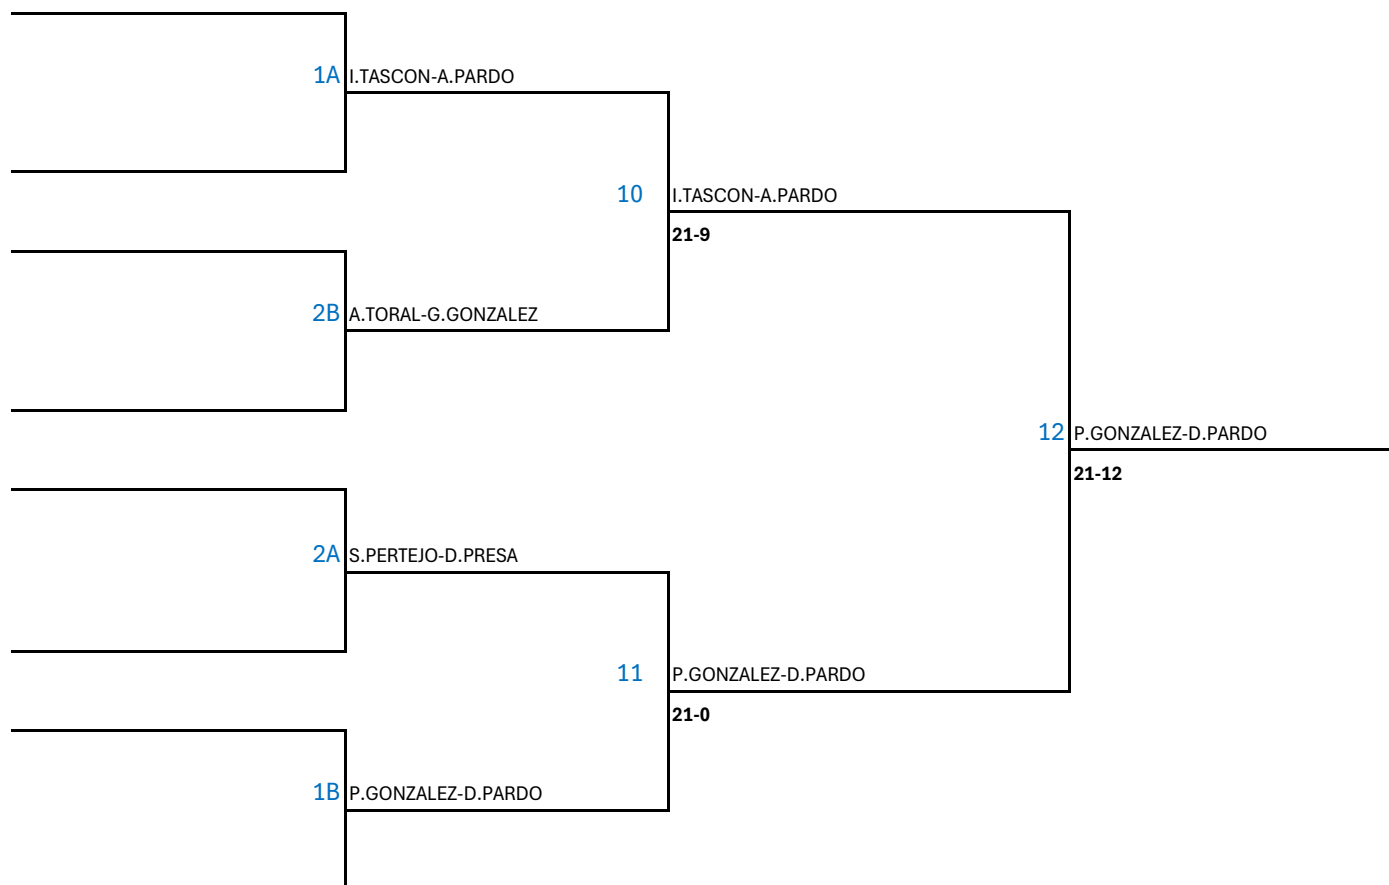 1A I.TASCON-A.PARDO
10 I.TASCON-A.PARDO
21-9
2B A.TORAL-G.GONZALEZ
12 P.GONZALEZ-D.PARDO
21-12
2A S.PERTEJO-D.PRESA
11 P.GONZALEZ-D.PARDO
21-0
1B P.GONZALEZ-D.PARDO